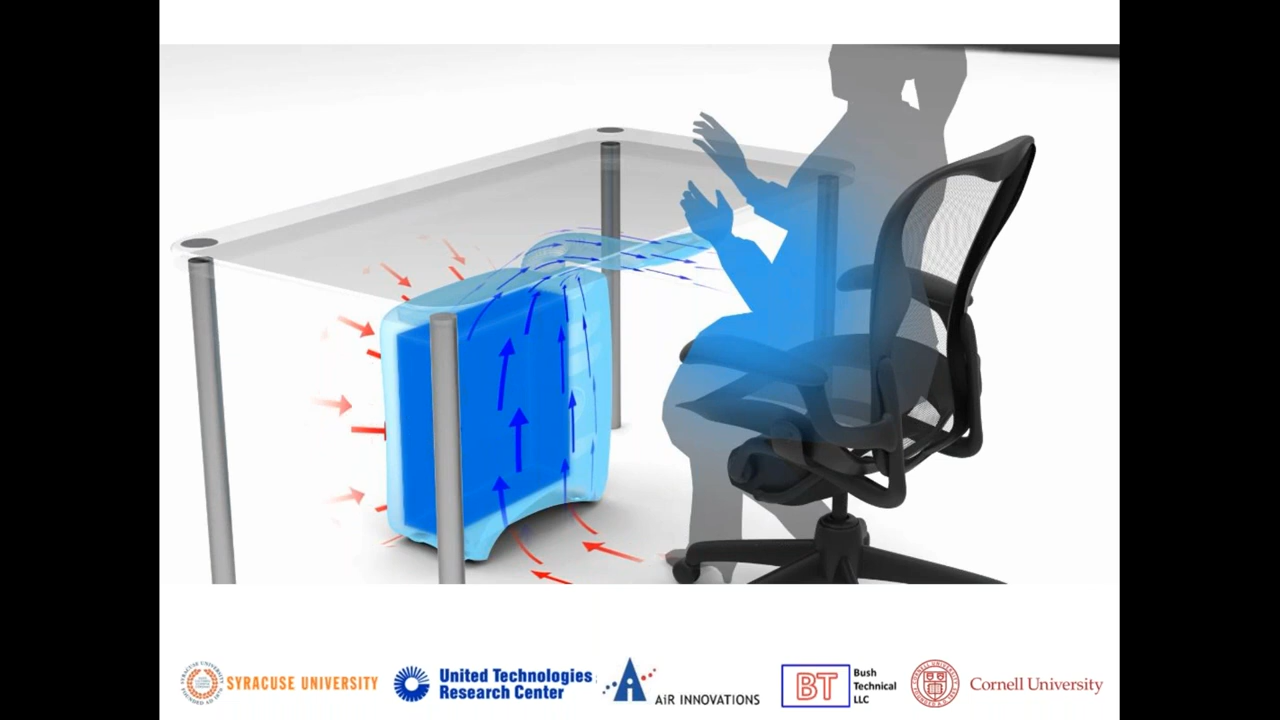 SYRACUSE UNIVERSITY
United Technologies
Research Center
AIR INNOVATIONS
BT
Bush
Technical
LLC
Cornell University